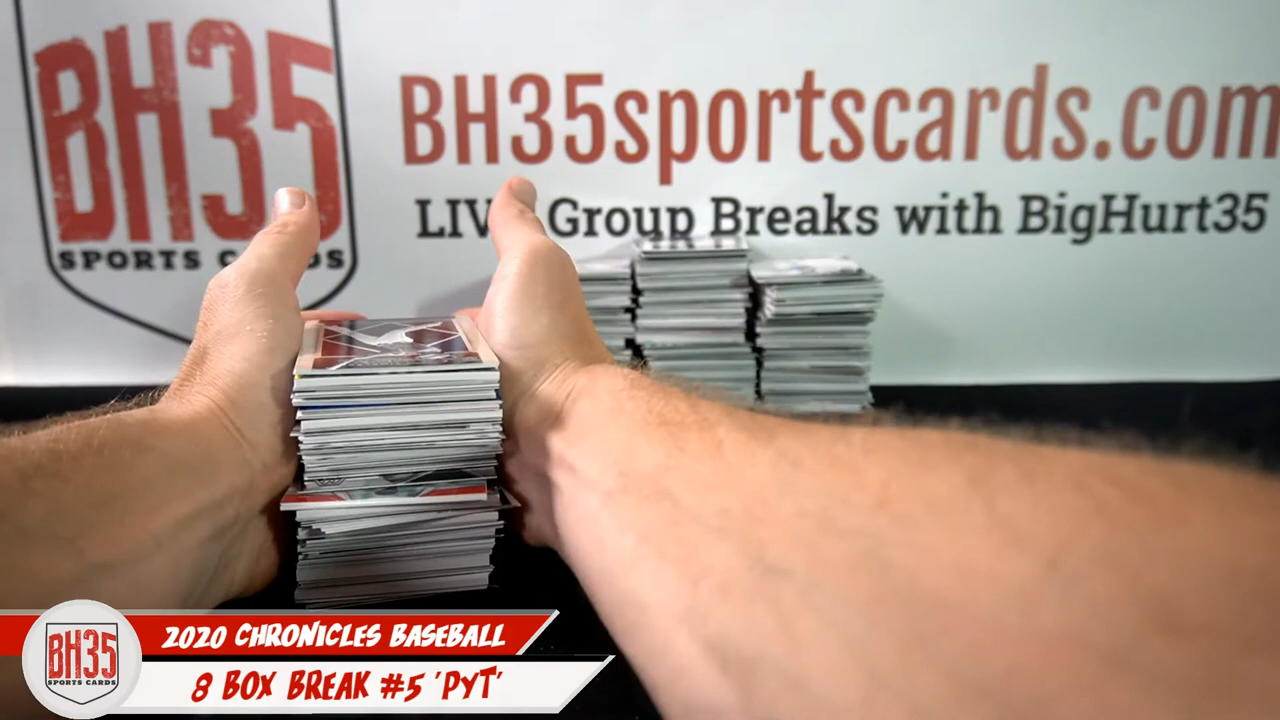 BH35
SPORTS CARDS
BH35sportscards.com
LIVE Group Breaks with BigHurt35
BH35
SPORTS CARDS
2020 CHRONICLES BASEBALL
8 BOX BREAK #5 'PYT'